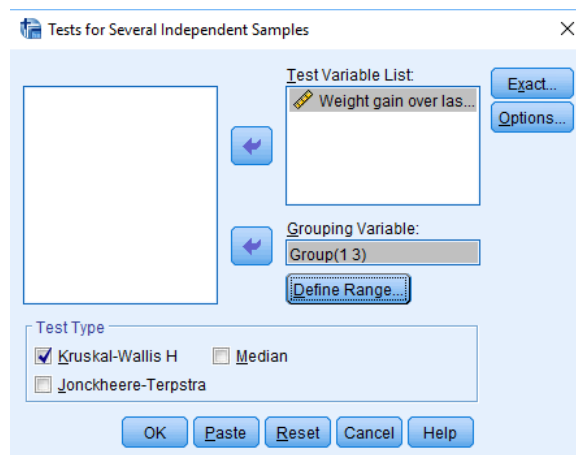 Tests for Several Independent Samples
Test Variable List:
Weight gain over las...
Exact...
Options...
Grouping Variable:
Group(1 3)
Define Range...
Test Type
Kruskal-Wallis H
Median
Jonckheere-Terpstra
OK
Paste
Reset
Cancel
Help